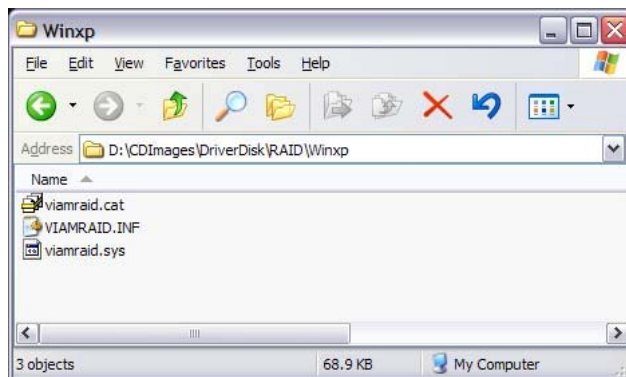 Winxp
File Edit View Favorites Tools Help
Address D:\CDImages\DriverDisk\RAID\Winxp
Name
viamraid.cat
VIAMRAID.INF
viamraid.sys
3 objects 68.9 KB My Computer